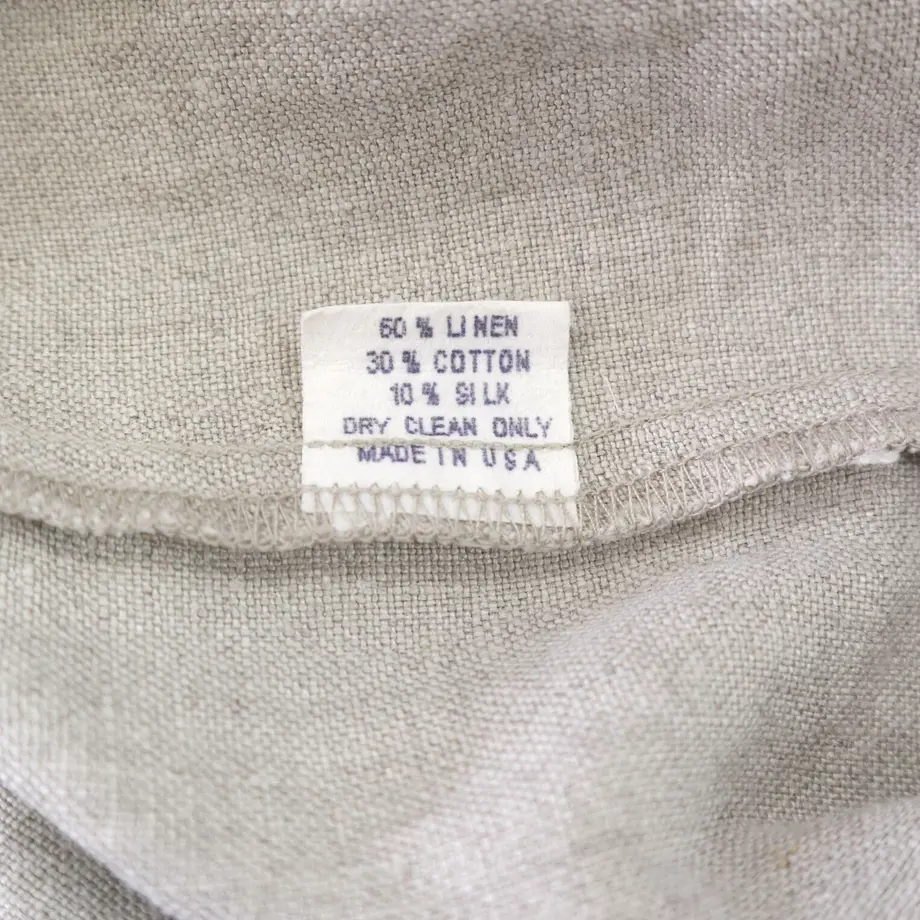 60 % LINEN
30 % COTTON
10 % SILK
DRY CLEAN ONLY
MADE IN USA